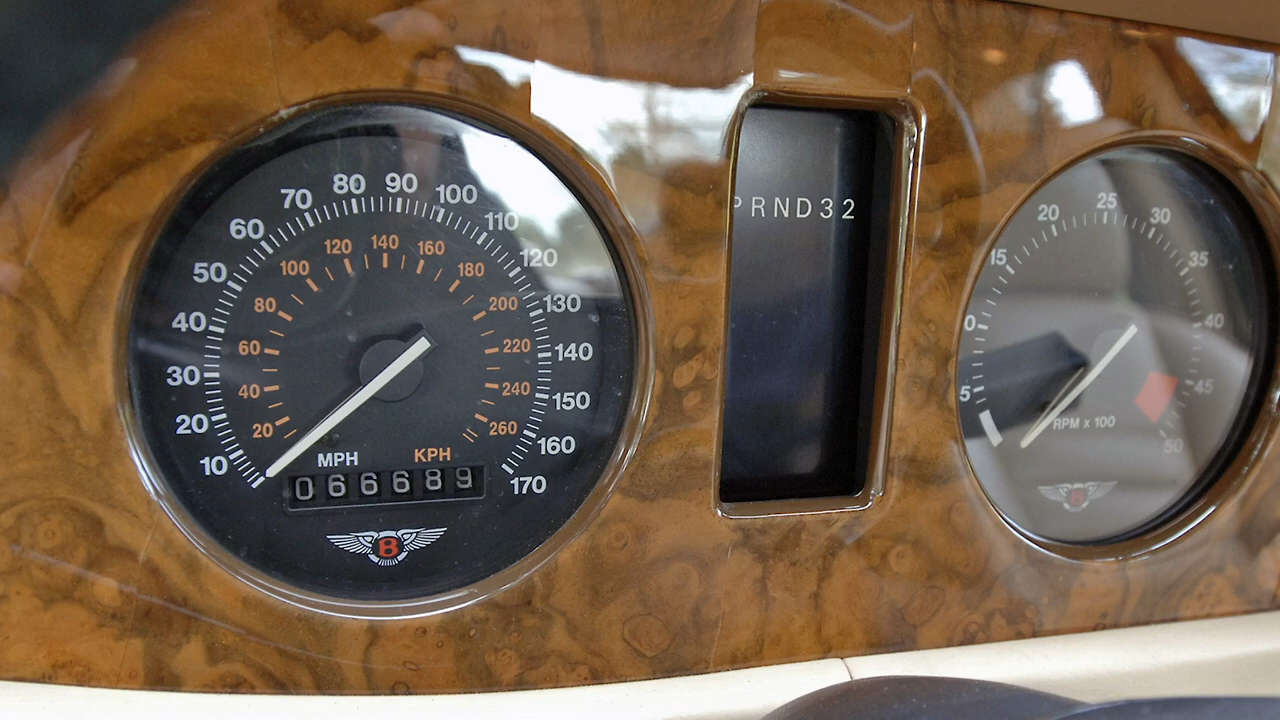 10 20 30 40 50 60 70 80 90 100 110 120 130 140 150 160 170
20 40 60 80 100 120 140 160 180 200 220 240 260
MPH KPH
066689
B
PRND32
5 0 15 20 25 30 35 40 45 50
RPM x 100
B